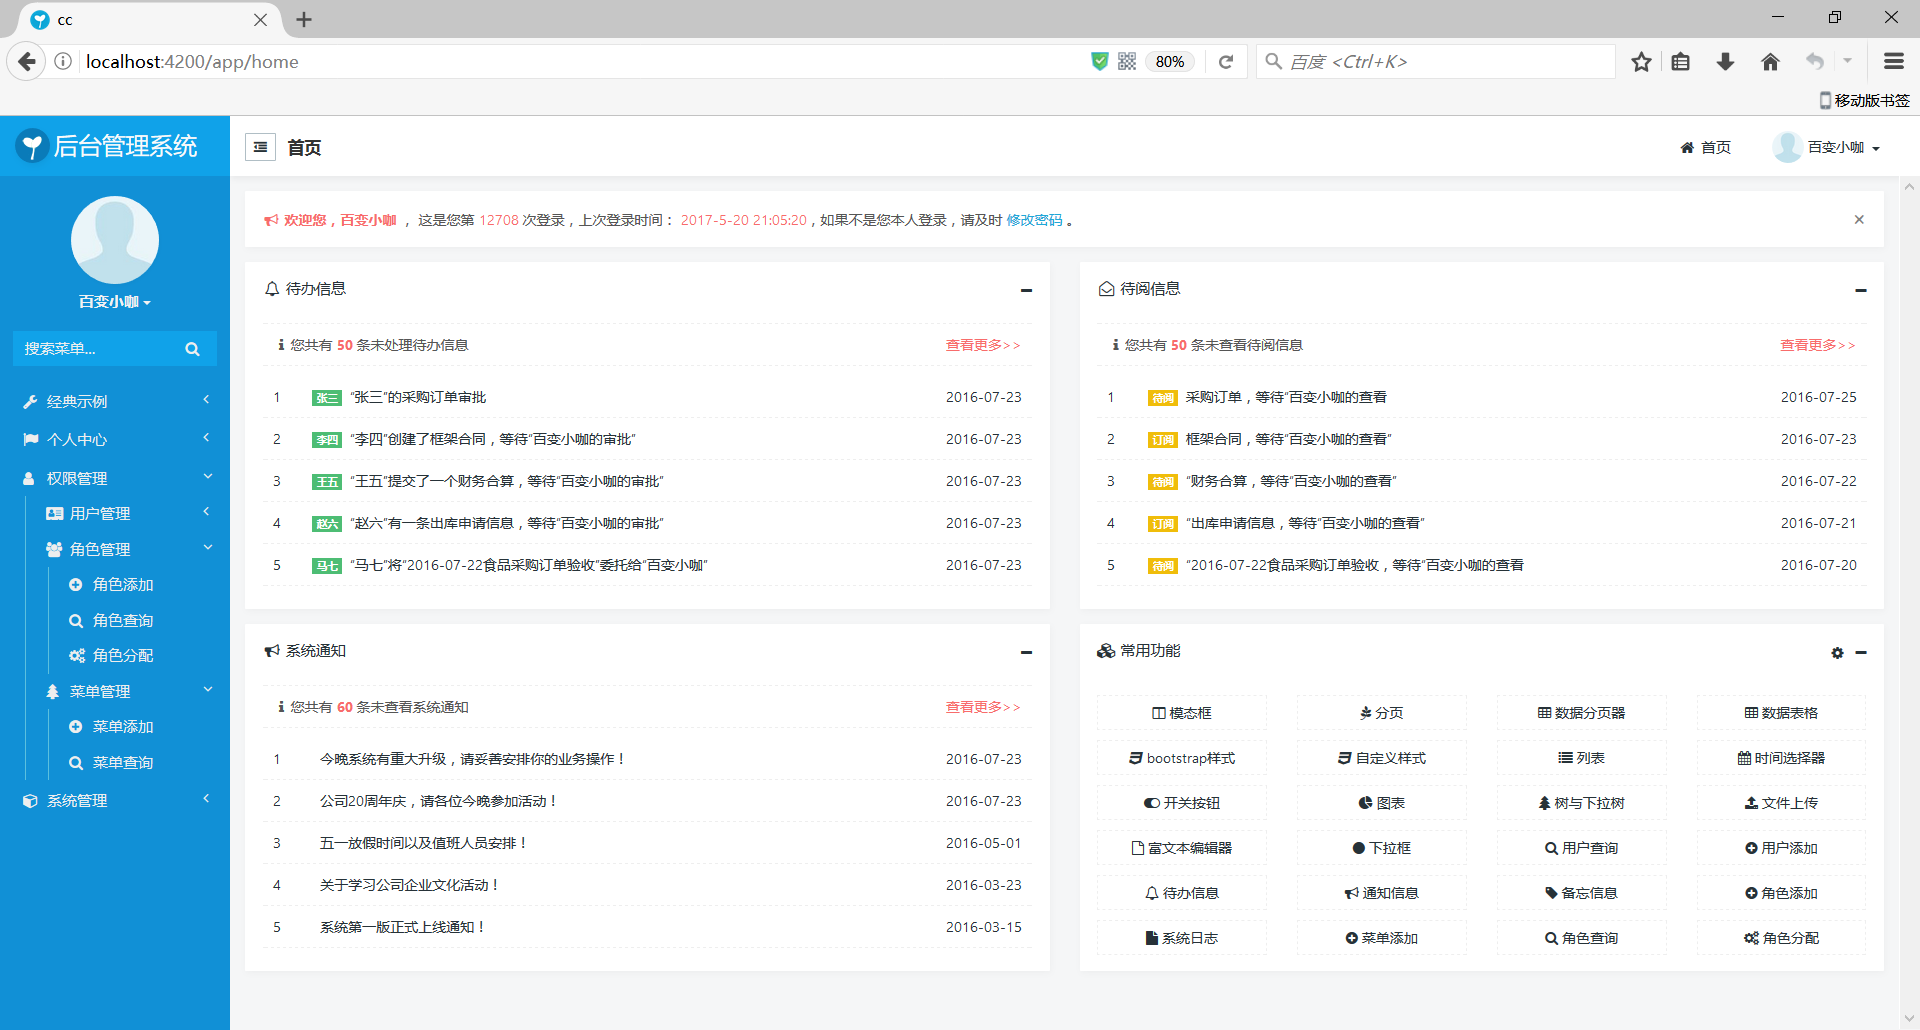 cc
localhost:4200/app/home
80%
百度 <Ctrl+K>
移动版书签
后台管理系统
首页
首页
百变小咖
百变小咖
搜索菜单...
经典示例
个人中心
权限管理
用户管理
角色管理
角色添加
角色查询
角色分配
菜单管理
菜单添加
菜单查询
系统管理
欢迎您，百变小咖 ， 这是您第 12708 次登录，上次登录时间： 2017-5-20 21:05:20，如果不是您本人登录，请及时 修改密码 。
待办信息
您共有 50 条未处理待办信息 查看更多>>
1 张三 “张三”的采购订单审批 2016-07-23
2 李四 “李四”创建了框架合同，等待“百变小咖的审批” 2016-07-23
3 王五 “王五”提交了一个财务合算，等待“百变小咖的审批” 2016-07-23
4 赵六 “赵六”有一条出库申请信息，等待“百变小咖的审批” 2016-07-23
5 马七 “马七”将“2016-07-22食品采购订单验收”委托给“百变小咖” 2016-07-23
待阅信息
您共有 50 条未查看待阅信息 查看更多>>
1 待阅 采购订单，等待“百变小咖的查看 2016-07-25
2 订阅 框架合同，等待“百变小咖的查看” 2016-07-23
3 待阅 “财务合算，等待“百变小咖的查看” 2016-07-22
4 订阅 “出库申请信息，等待“百变小咖的查看” 2016-07-21
5 待阅 “2016-07-22食品采购订单验收，等待“百变小咖的查看 2016-07-20
系统通知
您共有 60 条未查看系统通知 查看更多>>
1 今晚系统有重大升级，请妥善安排你的业务操作！ 2016-07-23
2 公司20周年庆，请各位今晚参加活动！ 2016-07-23
3 五一放假时间以及值班人员安排！ 2016-05-01
4 关于学习公司企业文化活动！ 2016-03-23
5 系统第一版正式上线通知！ 2016-03-15
常用功能
模态框 分页 数据分页器 数据表格
bootstrap样式 自定义样式 列表 时间选择器
开关按钮 图表 树与下拉树 文件上传
富文本编辑器 下拉框 用户查询 用户添加
待办信息 通知信息 备忘信息 角色添加
系统日志 菜单添加 角色查询 角色分配